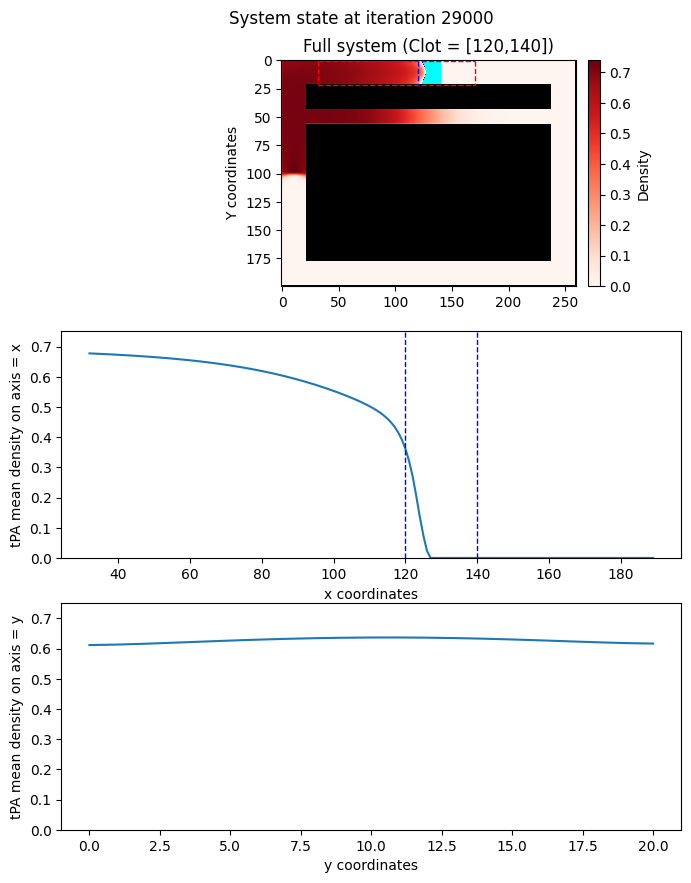 System state at iteration 29000
Full system (Clot = [120,140])
0
25
50
75
100
125
150
175
Y coordinates
0 50 100 150 200 250
0.7
0.6
0.5
0.4
0.3
0.2
0.1
0.0
Density
0.7
0.6
0.5
0.4
0.3
0.2
0.1
0.0
tPA mean density on axis = x
40 60 80 100 120 140 160 180
x coordinates
0.7
0.6
0.5
0.4
0.3
0.2
0.1
0.0
tPA mean density on axis = y
0.0 2.5 5.0 7.5 10.0 12.5 15.0 17.5 20.0
y coordinates